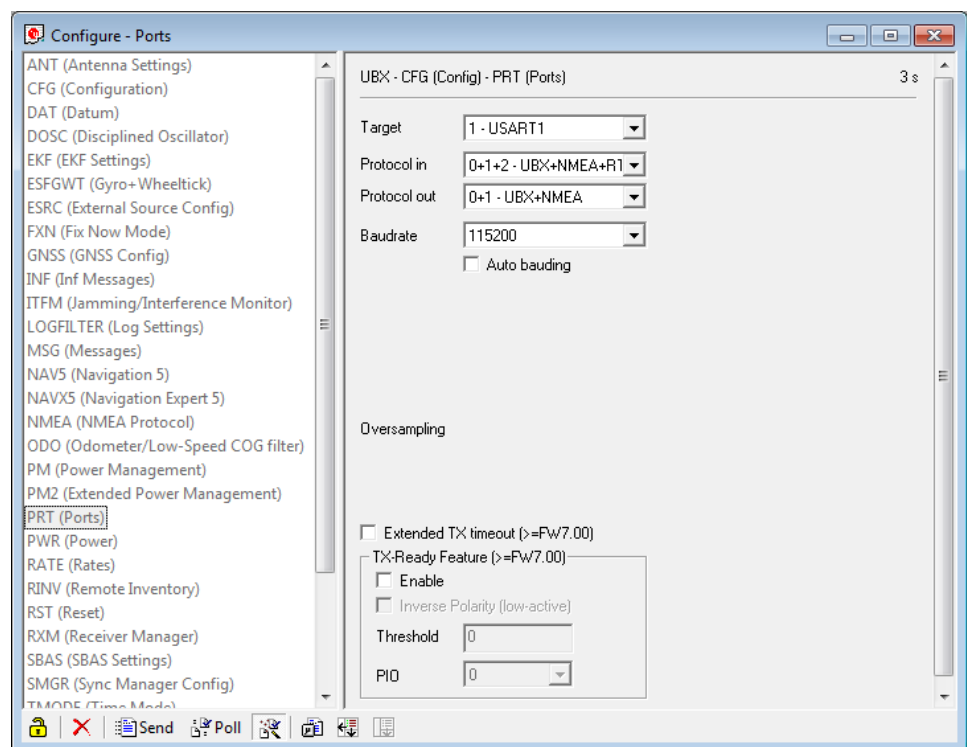 Configure - Ports
ANT (Antenna Settings)
CFG (Configuration)
DAT (Datum)
DOSC (Disciplined Oscillator)
EKF (EKF Settings)
ESFGWT (Gyro+Wheeltick)
ESRC (External Source Config)
FXN (Fix Now Mode)
GNSS (GNSS Config)
INF (Inf Messages)
ITFM (Jamming/Interference Monitor)
LOGFILTER (Log Settings)
MSG (Messages)
NAV5 (Navigation 5)
NAVX5 (Navigation Expert 5)
NMEA (NMEA Protocol)
ODO (Odometer/Low-Speed COG filter)
PM (Power Management)
PM2 (Extended Power Management)
PRT (Ports)
PWR (Power)
RATE (Rates)
RINV (Remote Inventory)
RST (Reset)
RXM (Receiver Manager)
SBAS (SBAS Settings)
SMGR (Sync Manager Config)
TMODE (Time Mode)
UBX - CFG (Config) - PRT (Ports) 3 s
Target 1 - USART1
Protocol in 0+1+2 - UBX+NMEA+RT
Protocol out 0+1 - UBX+NMEA
Baudrate 115200
Auto bauding
Oversampling
Extended TX timeout (>=FW7.00)
TX-Ready Feature (>=FW7.00)
Enable
Inverse Polarity (low-active)
Threshold 0
PIO 0
Send Poll